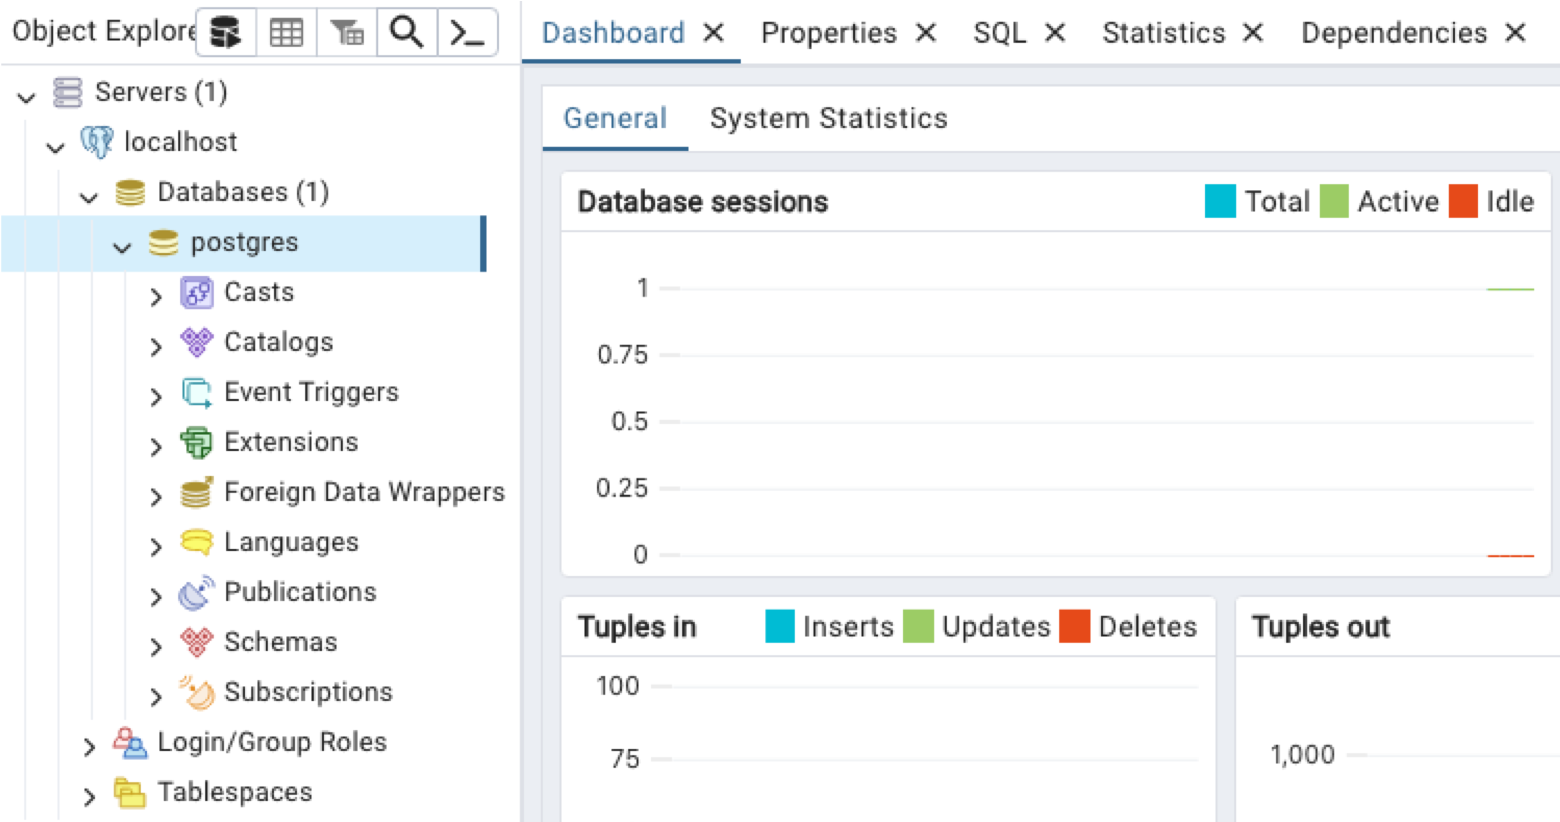 Object Explore
Servers (1)
localhost
Databases (1)
postgres
Casts
Catalogs
Event Triggers
Extensions
Foreign Data Wrappers
Languages
Publications
Schemas
Subscriptions
Login/Group Roles
Tablespaces
Dashboard Properties SQL Statistics Dependencies
General System Statistics
Database sessions Total Active Idle
1
0.75
0.5
0.25
0
Tuples in Inserts Updates Deletes
100
75
Tuples out
1,000